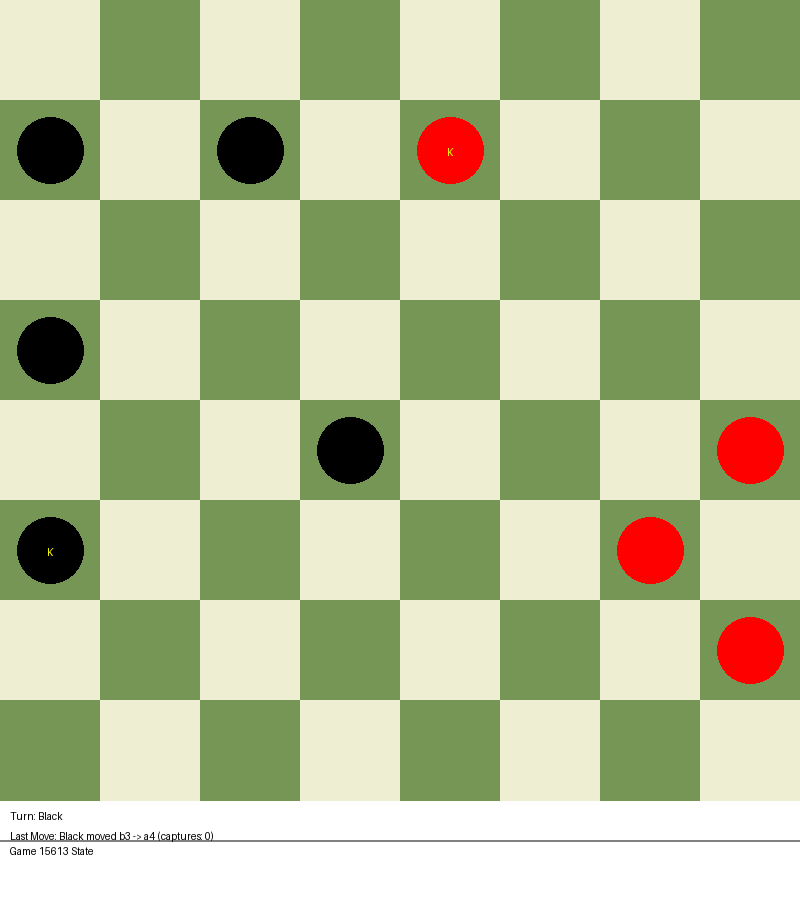 K
K
Turn: Black
Last Move: Black moved b3 -> a4 (captures: 0)
Game 15613 State